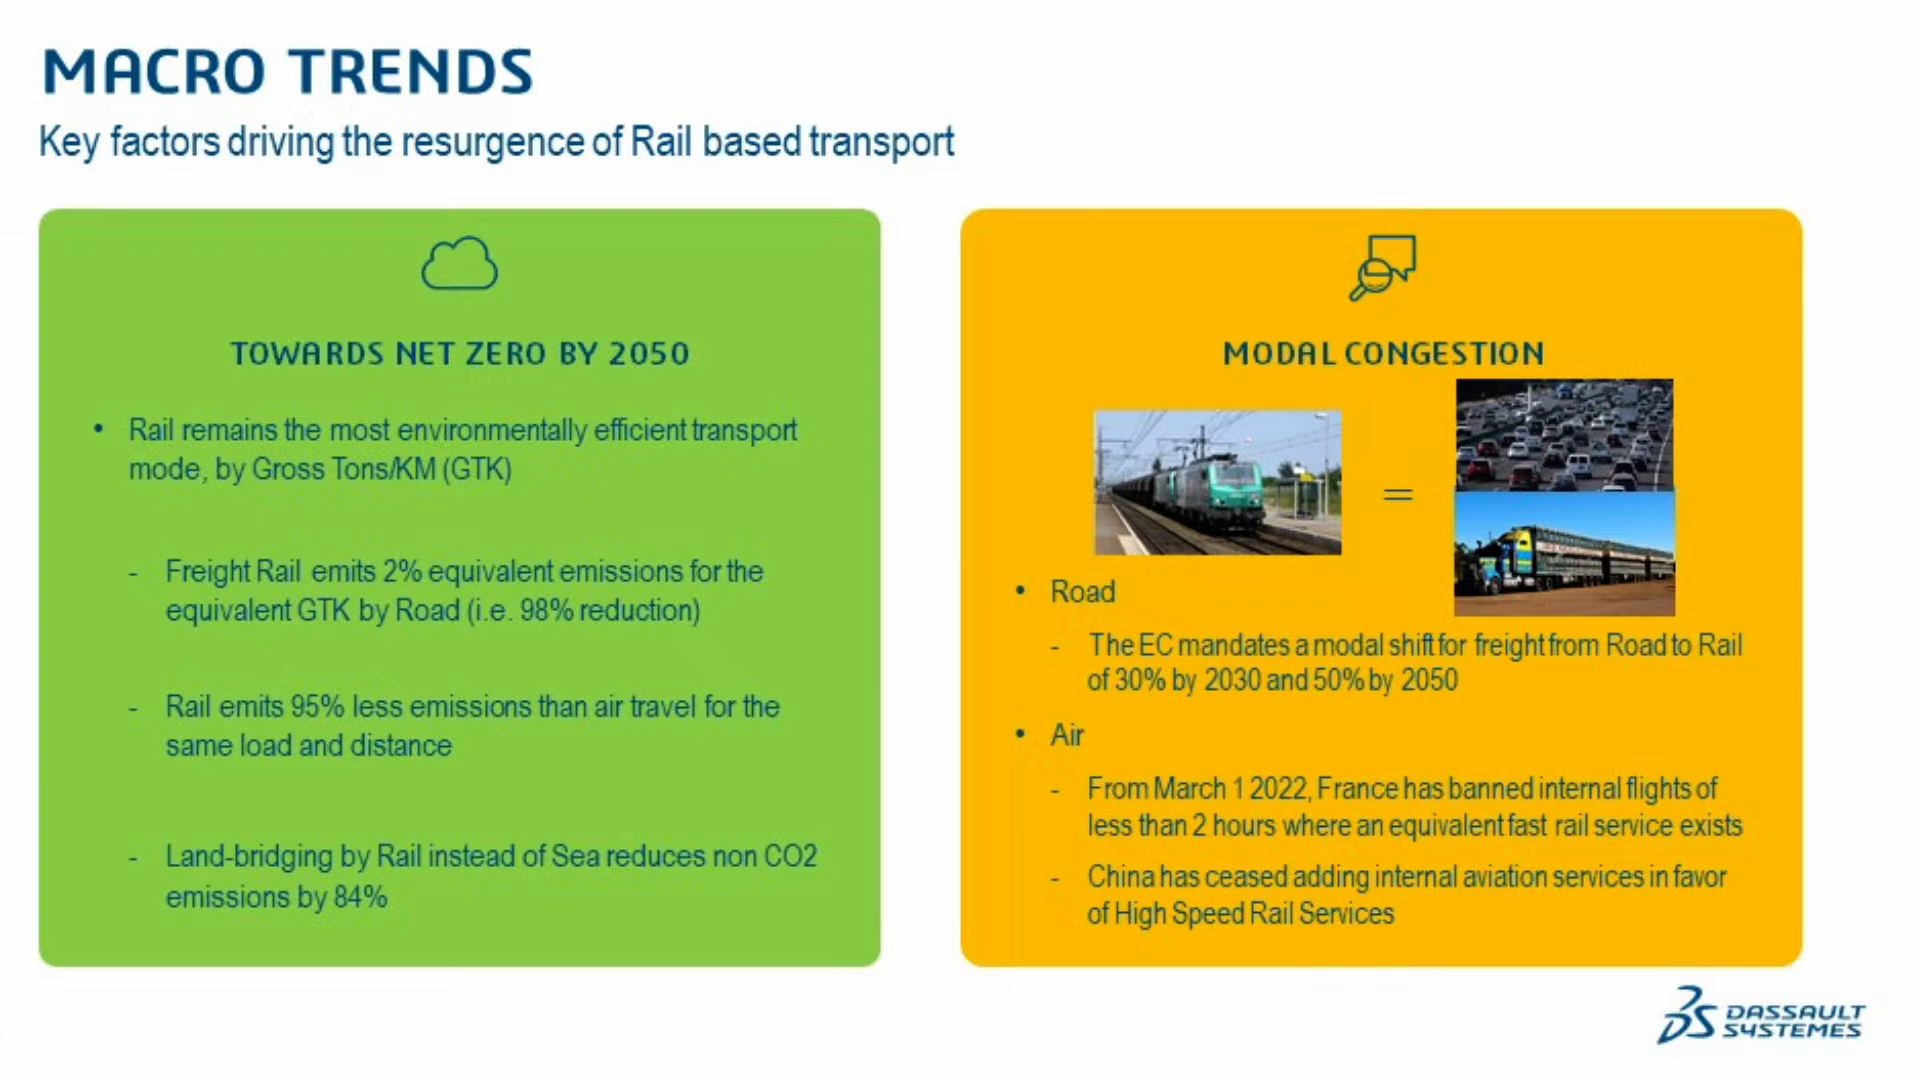 MACRO TRENDS
Key factors driving the resurgence of Rail based transport
TOWARDS NET ZERO BY 2050
• Rail remains the most environmentally efficient transport
mode, by Gross Tons/KM (GTK)
- Freight Rail emits 2% equivalent emissions for the
equivalent GTK by Road (i.e. 98% reduction)
- Rail emits 95% less emissions than air travel for the
same load and distance
- Land-bridging by Rail instead of Sea reduces non CO2
emissions by 84%
MODAL CONGESTION
=
• Road
- The EC mandates a modal shift for freight from Road to Rail
of 30% by 2030 and 50% by 2050
• Air
- From March 1 2022, France has banned internal flights of
less than 2 hours where an equivalent fast rail service exists
- China has ceased adding internal aviation services in favor
of High Speed Rail Services
DASSAULT
SYSTEMES